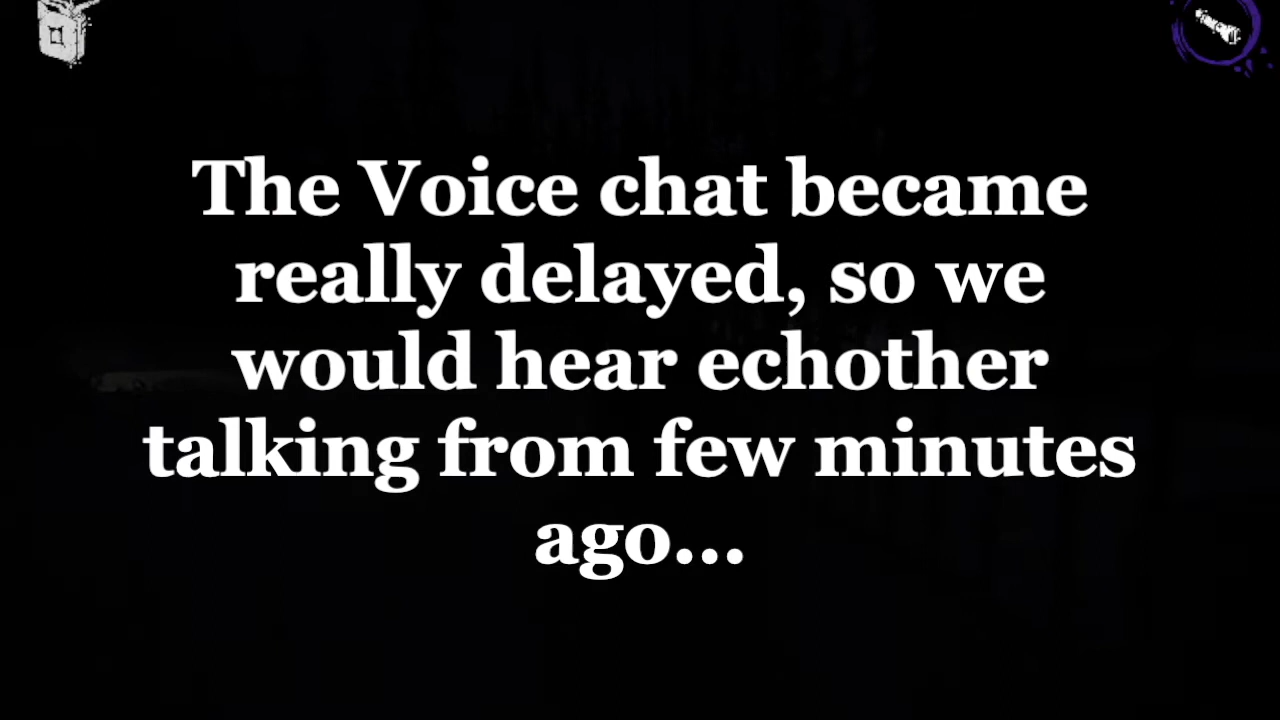 The Voice chat became
really delayed, so we
would hear echother
talking from few minutes
ago...